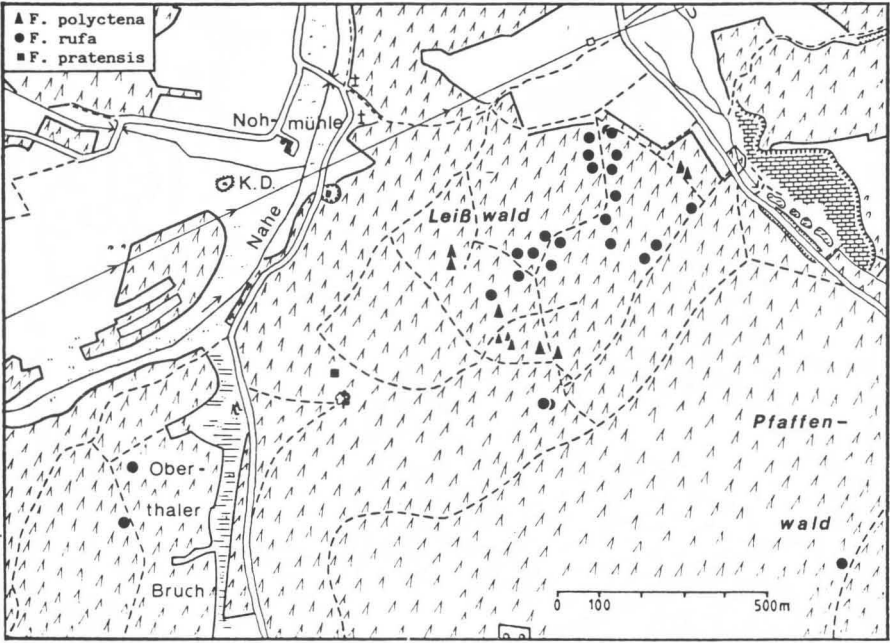 F. polyctena
F. rufa
F. pratensis
Noh-
mühle
K.D.
Nahe
Leiß wald
Pfaffen-
wald
Ober-
thaler
Bruch
0 100 500m